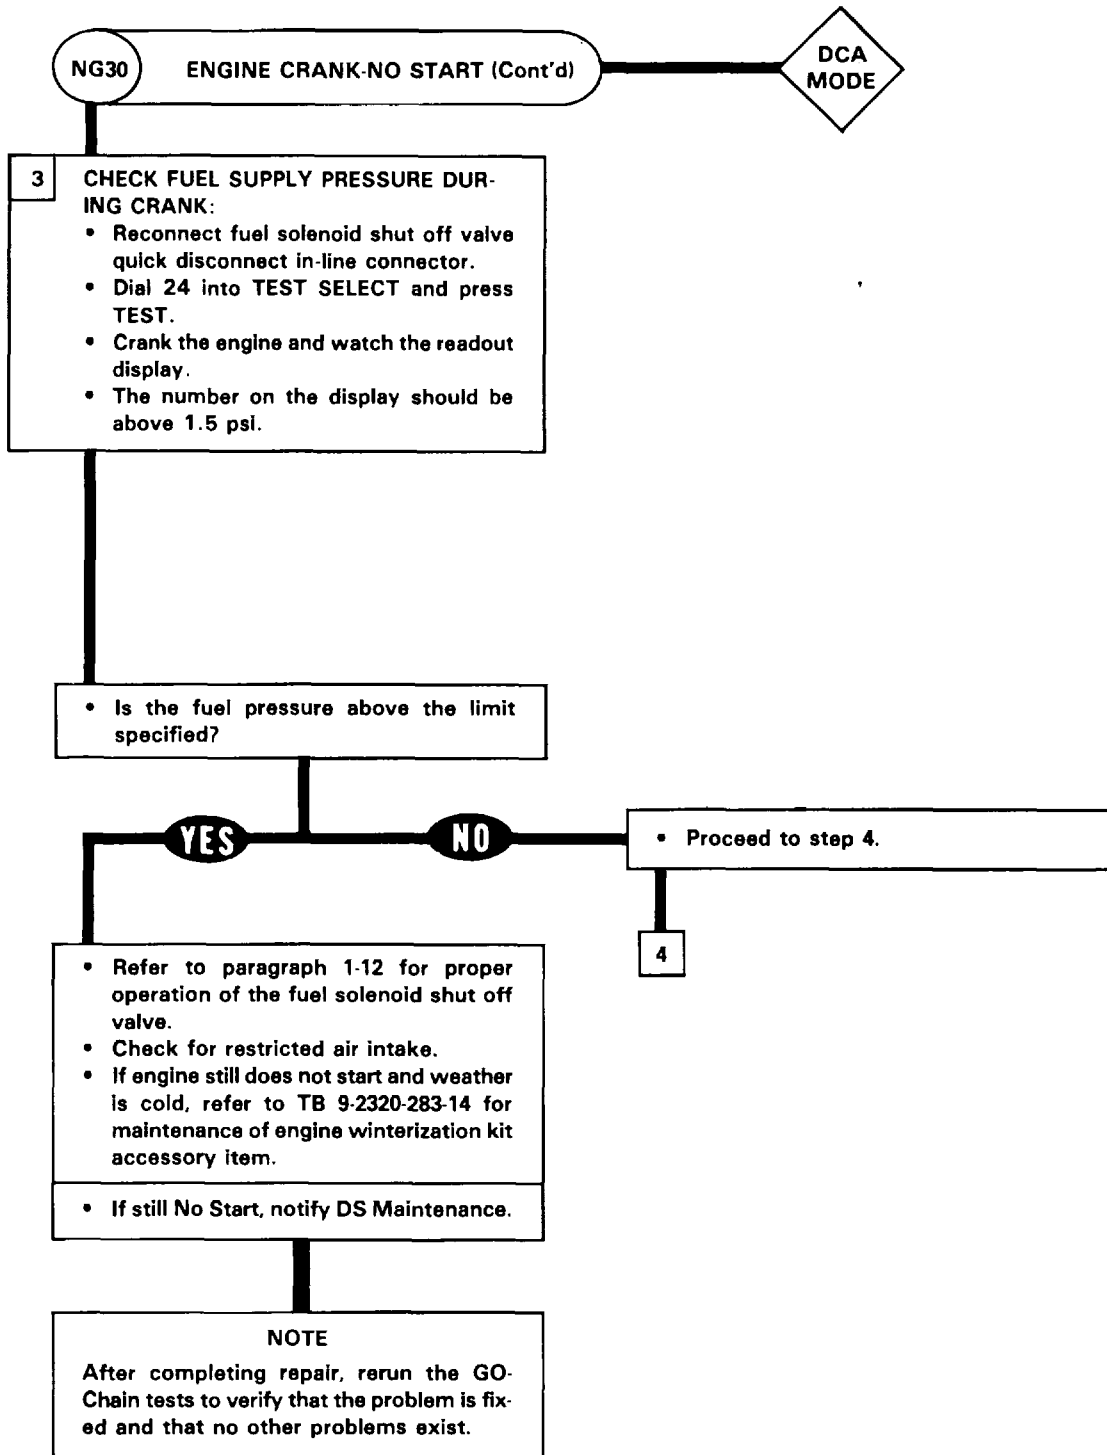 NG30
ENGINE CRANK-NO START (Cont'd)
DCA
MODE
3
CHECK FUEL SUPPLY PRESSURE DUR-
ING CRANK:
• Reconnect fuel solenoid shut off valve
quick disconnect in-line connector.
• Dial 24 into TEST SELECT and press
TEST.
• Crank the engine and watch the readout
display.
• The number on the display should be
above 1.5 psi.
• Is the fuel pressure above the limit
specified?
YES
NO
• Proceed to step 4.
4
• Refer to paragraph 1-12 for proper
operation of the fuel solenoid shut off
valve.
• Check for restricted air intake.
• If engine still does not start and weather
is cold, refer to TB 9-2320-283-14 for
maintenance of engine winterization kit
accessory item.
• If still No Start, notify DS Maintenance.
NOTE
After completing repair, rerun the GO-
Chain tests to verify that the problem is fix-
ed and that no other problems exist.